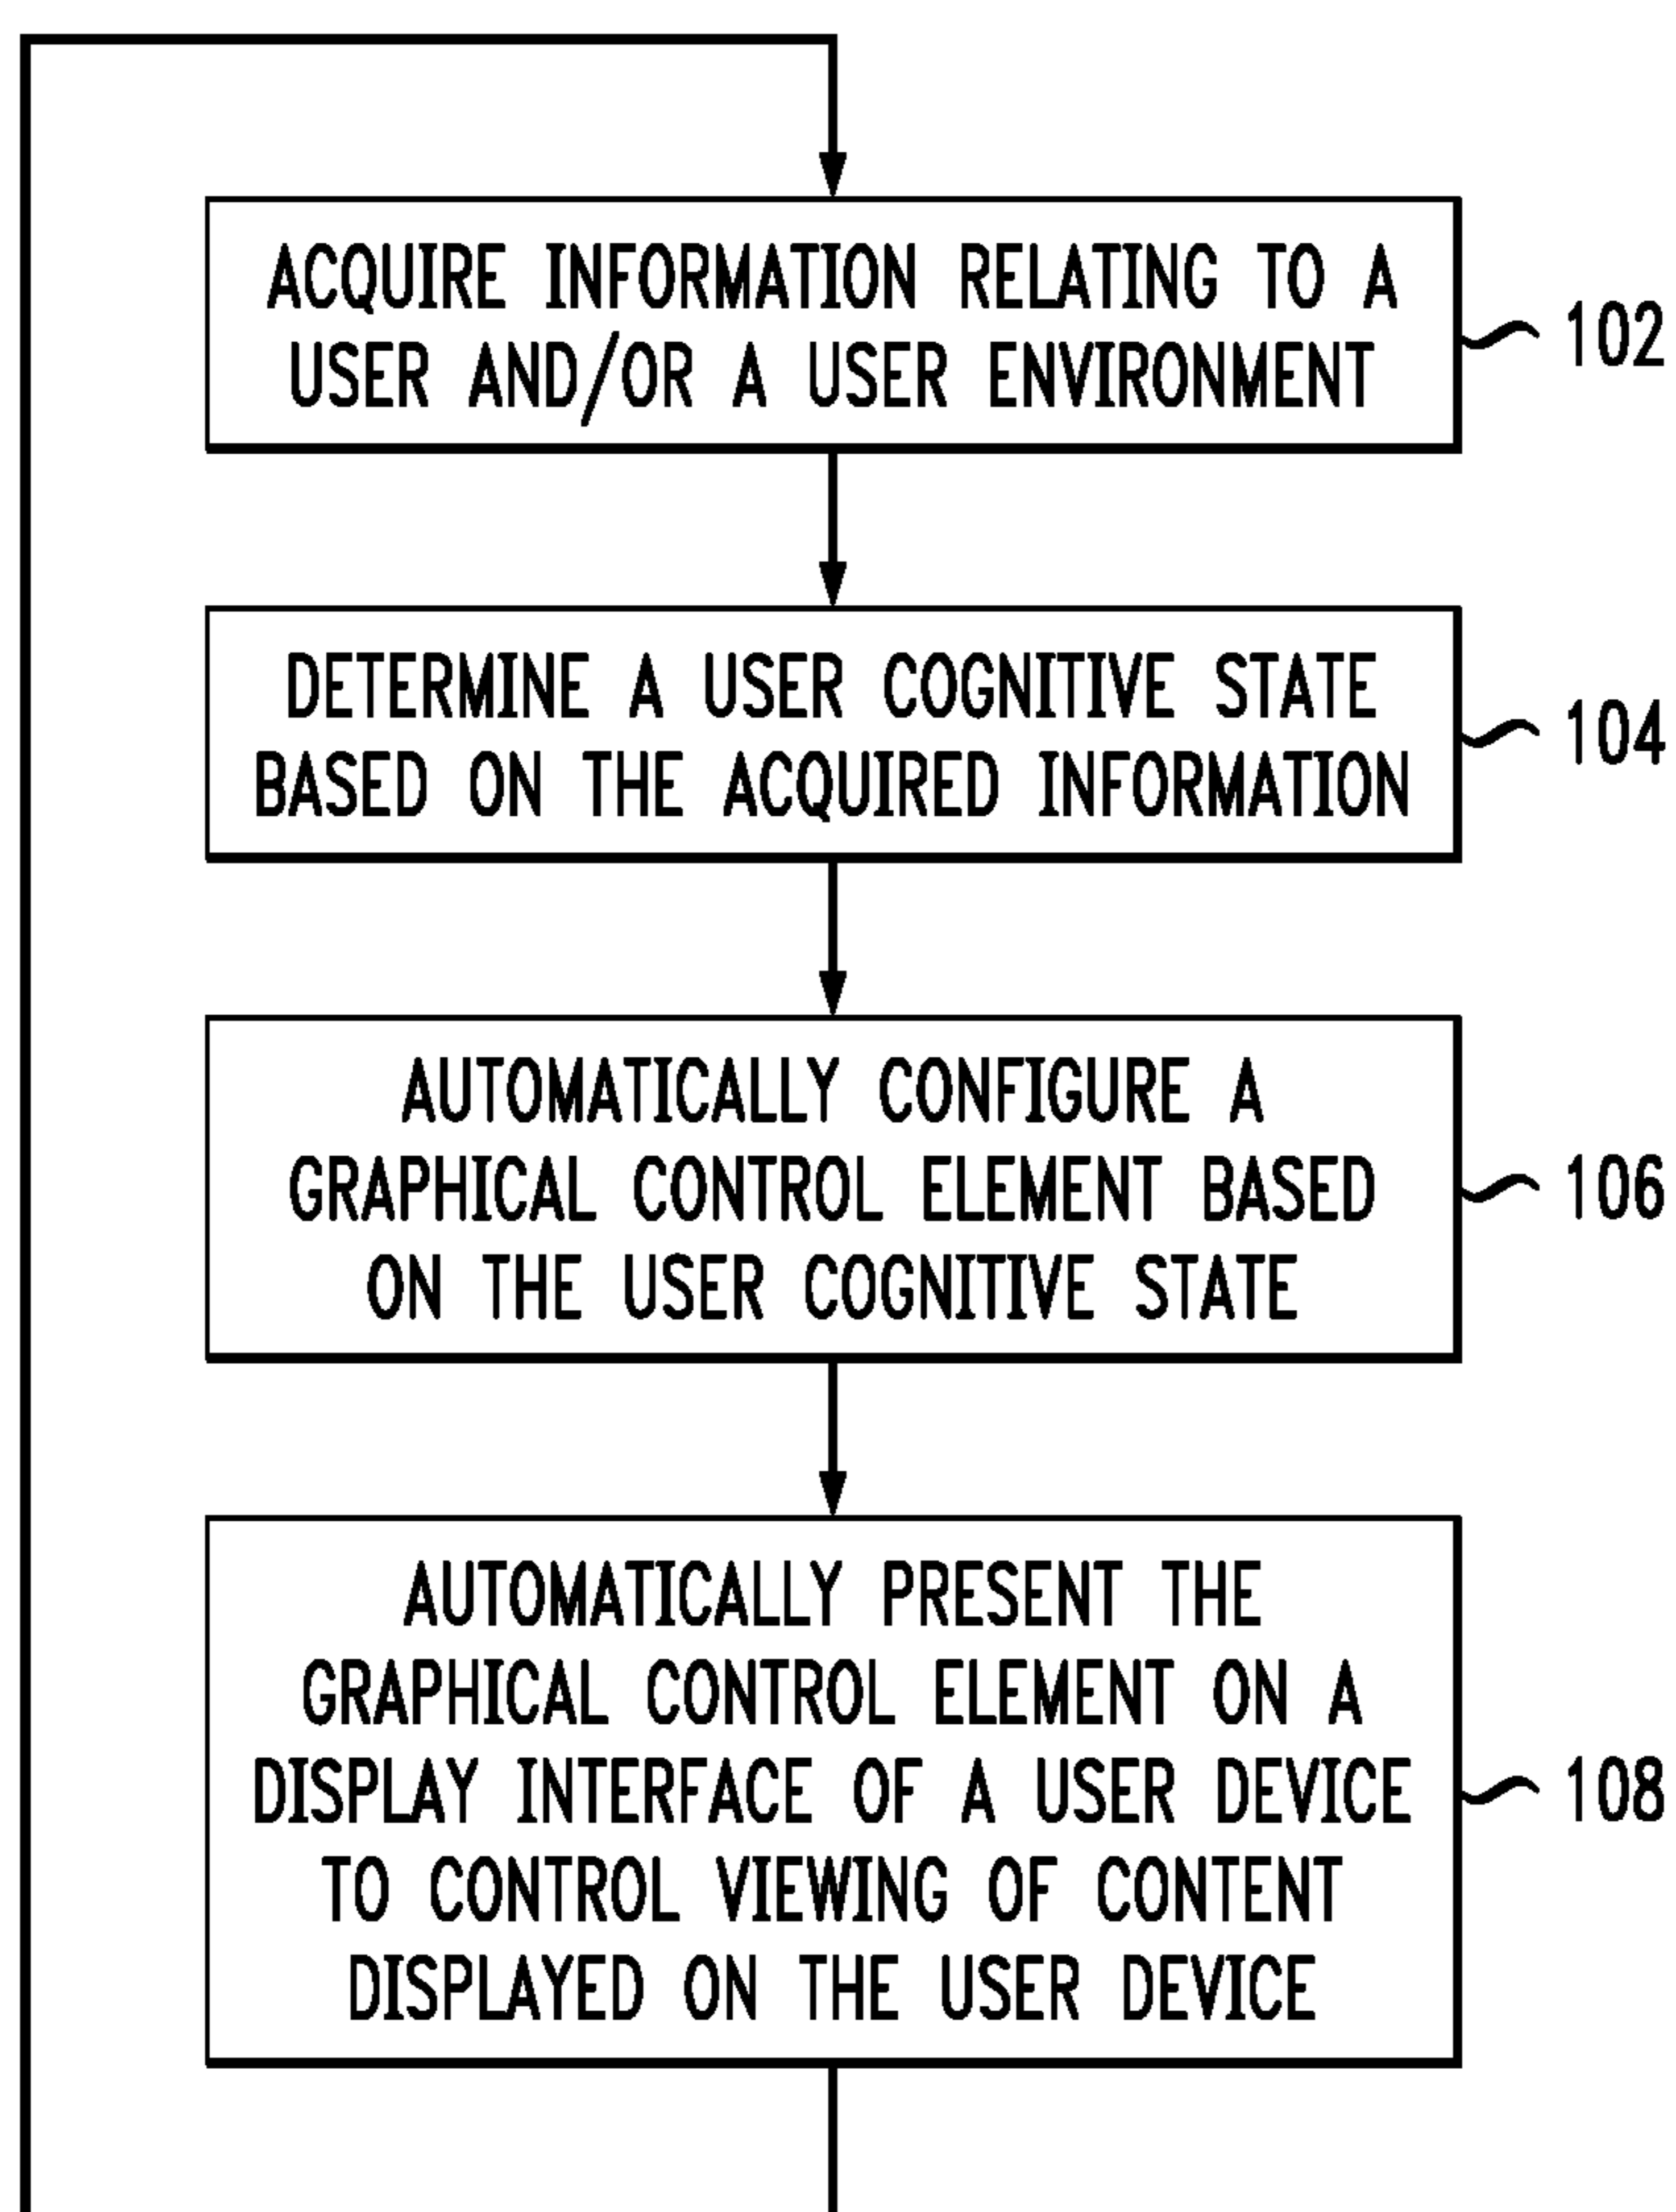 ACQUIRE INFORMATION RELATING TO A
USER AND/OR A USER ENVIRONMENT
102
DETERMINE A USER COGNITIVE STATE
BASED ON THE ACQUIRED INFORMATION
104
AUTOMATICALLY CONFIGURE A
GRAPHICAL CONTROL ELEMENT BASED
ON THE USER COGNITIVE STATE
106
AUTOMATICALLY PRESENT THE
GRAPHICAL CONTROL ELEMENT ON A
DISPLAY INTERFACE OF A USER DEVICE
TO CONTROL VIEWING OF CONTENT
DISPLAYED ON THE USER DEVICE
108